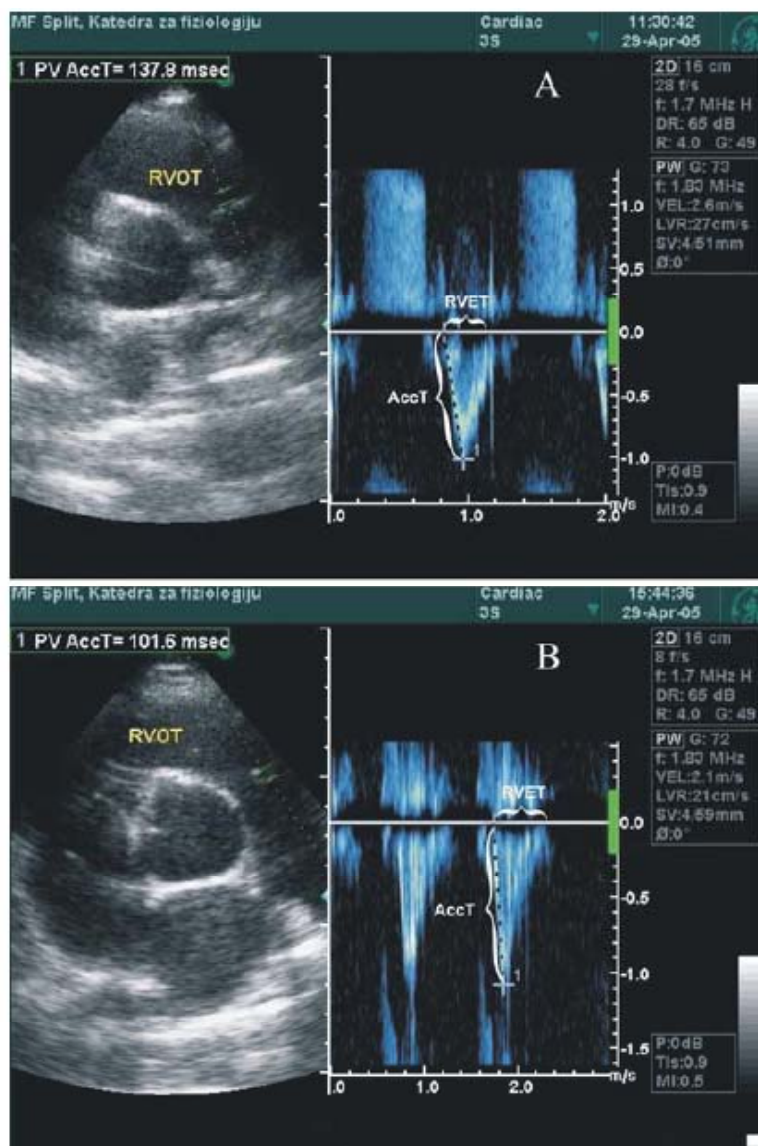 MF Split, Katedra za fiziologiju Cardiac 11:30:42
3S 29-Apr-05
1 PV AccT= 137.8 msec
A
RVOT
2D 16 cm
28 f/s
f: 1.7 MHz H
DR: 65 dB
R: 4.0 G: 49
PW G: 73
f: 1.83 MHz
VEL:2.6m/s
LVR:27cm/s
SV:4.51mm
Ø:0°
1.0
0.5
RVET
0.0
AccT
-0.5
1
-1.0
P:0dB
TIs:0.9
MI:0.4
m/s
.0 1.0 2.0
MF Split, Katedra za fiziologiju Cardiac 15:44:36
3S 29-Apr-05
1 PV AccT= 101.6 msec
B
RVOT
2D 16 cm
8 f/s
f: 1.7 MHz H
DR: 65 dB
R: 4.0 G: 49
PW G: 72
f: 1.83 MHz
VEL:2.1m/s
LVR:21cm/s
SV:4.59mm
Ø:0°
RVET
0.0
AccT
-0.5
1
-1.0
-1.5
P:0dB
TIs:0.9
MI:0.5
m/s
.0 1.0 2.0